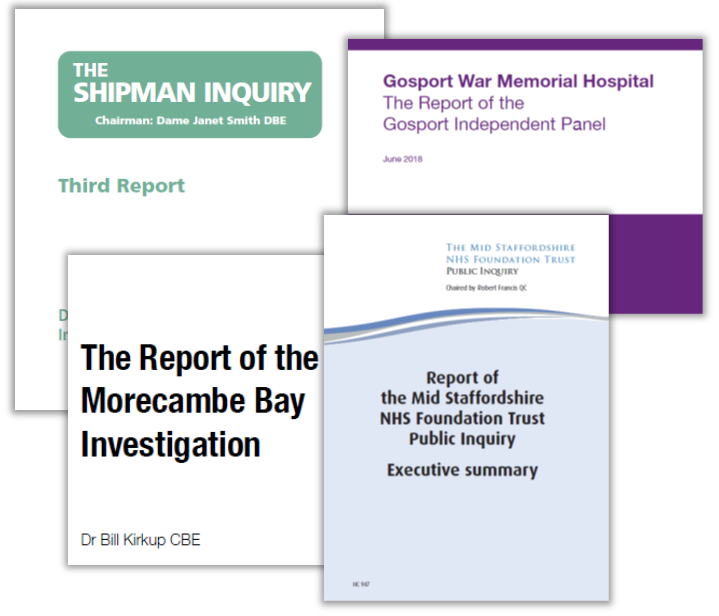 THE
SHIPMAN INQUIRY
Chairman: Dame Janet Smith DBE
Third Report
Gosport War Memorial Hospital
The Report of the
Gosport Independent Panel
June 2018
The Report of the
Morecambe Bay
Investigation
Dr Bill Kirkup CBE
The Mid Staffordshire
NHS Foundation Trust
Public Inquiry
Chaired by Robert Francis QC
Report of
the Mid Staffordshire
NHS Foundation Trust
Public Inquiry
Executive summary
HC 947